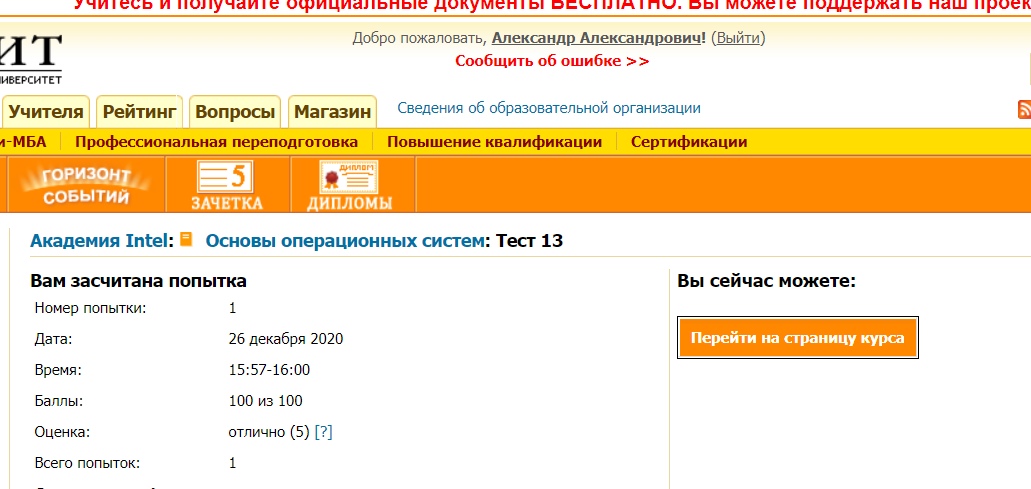 Учитесь и получайте официальные документы БЕСПЛАТНО. Вы можете поддержать наш проек
ИТ
НИВЕРСИТЕТ
Добро пожаловать, Александр Александрович! (Выйти)
Сообщить об ошибке >>
Учителя Рейтинг Вопросы Магазин Сведения об образовательной организации
и-МБА Профессиональная переподготовка Повышение квалификации Сертификации
ГОРИЗОНТ
СОБЫТИЙ
5
ЗАЧЕТКА
ДИПЛОМ
ДИПЛОМЫ
Академия Intel: Основы операционных систем: Тест 13
Вам засчитана попытка
Номер попытки: 1
Дата: 26 декабря 2020
Время: 15:57-16:00
Баллы: 100 из 100
Оценка: отлично (5) [?]
Всего попыток: 1
Вы сейчас можете:
Перейти на страницу курса